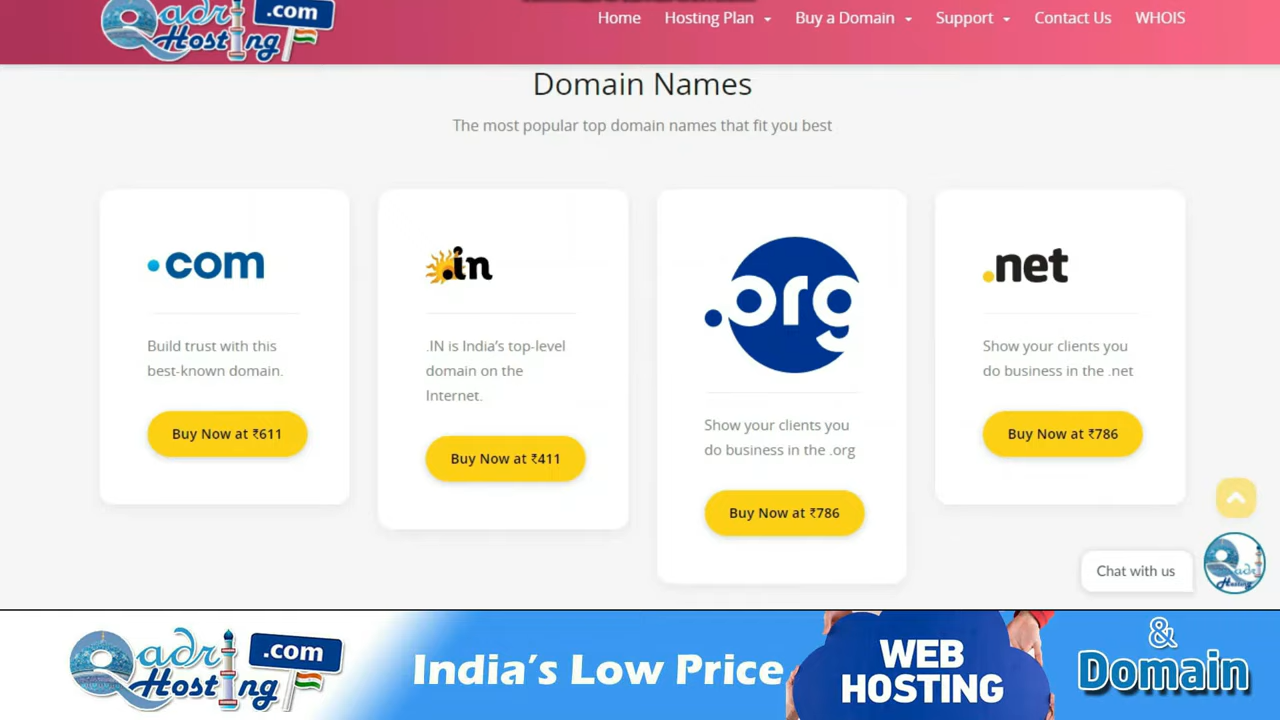 Qadri
.com
Hosting
Home
Hosting Plan
Buy a Domain
Support
Contact Us
WHOIS
Domain Names
The most popular top domain names that fit you best
.com
Build trust with this
best-known domain.
Buy Now at ₹611
.in
.IN is India's top-level
domain on the
Internet.
Buy Now at ₹411
.org
Show your clients you
do business in the .org
Buy Now at ₹786
.net
Show your clients you
do business in the .net
Buy Now at ₹786
Chat with us
Qadri
Hosting
Qadri
.com
Hosting
India's Low Price
WEB
HOSTING
&
Domain